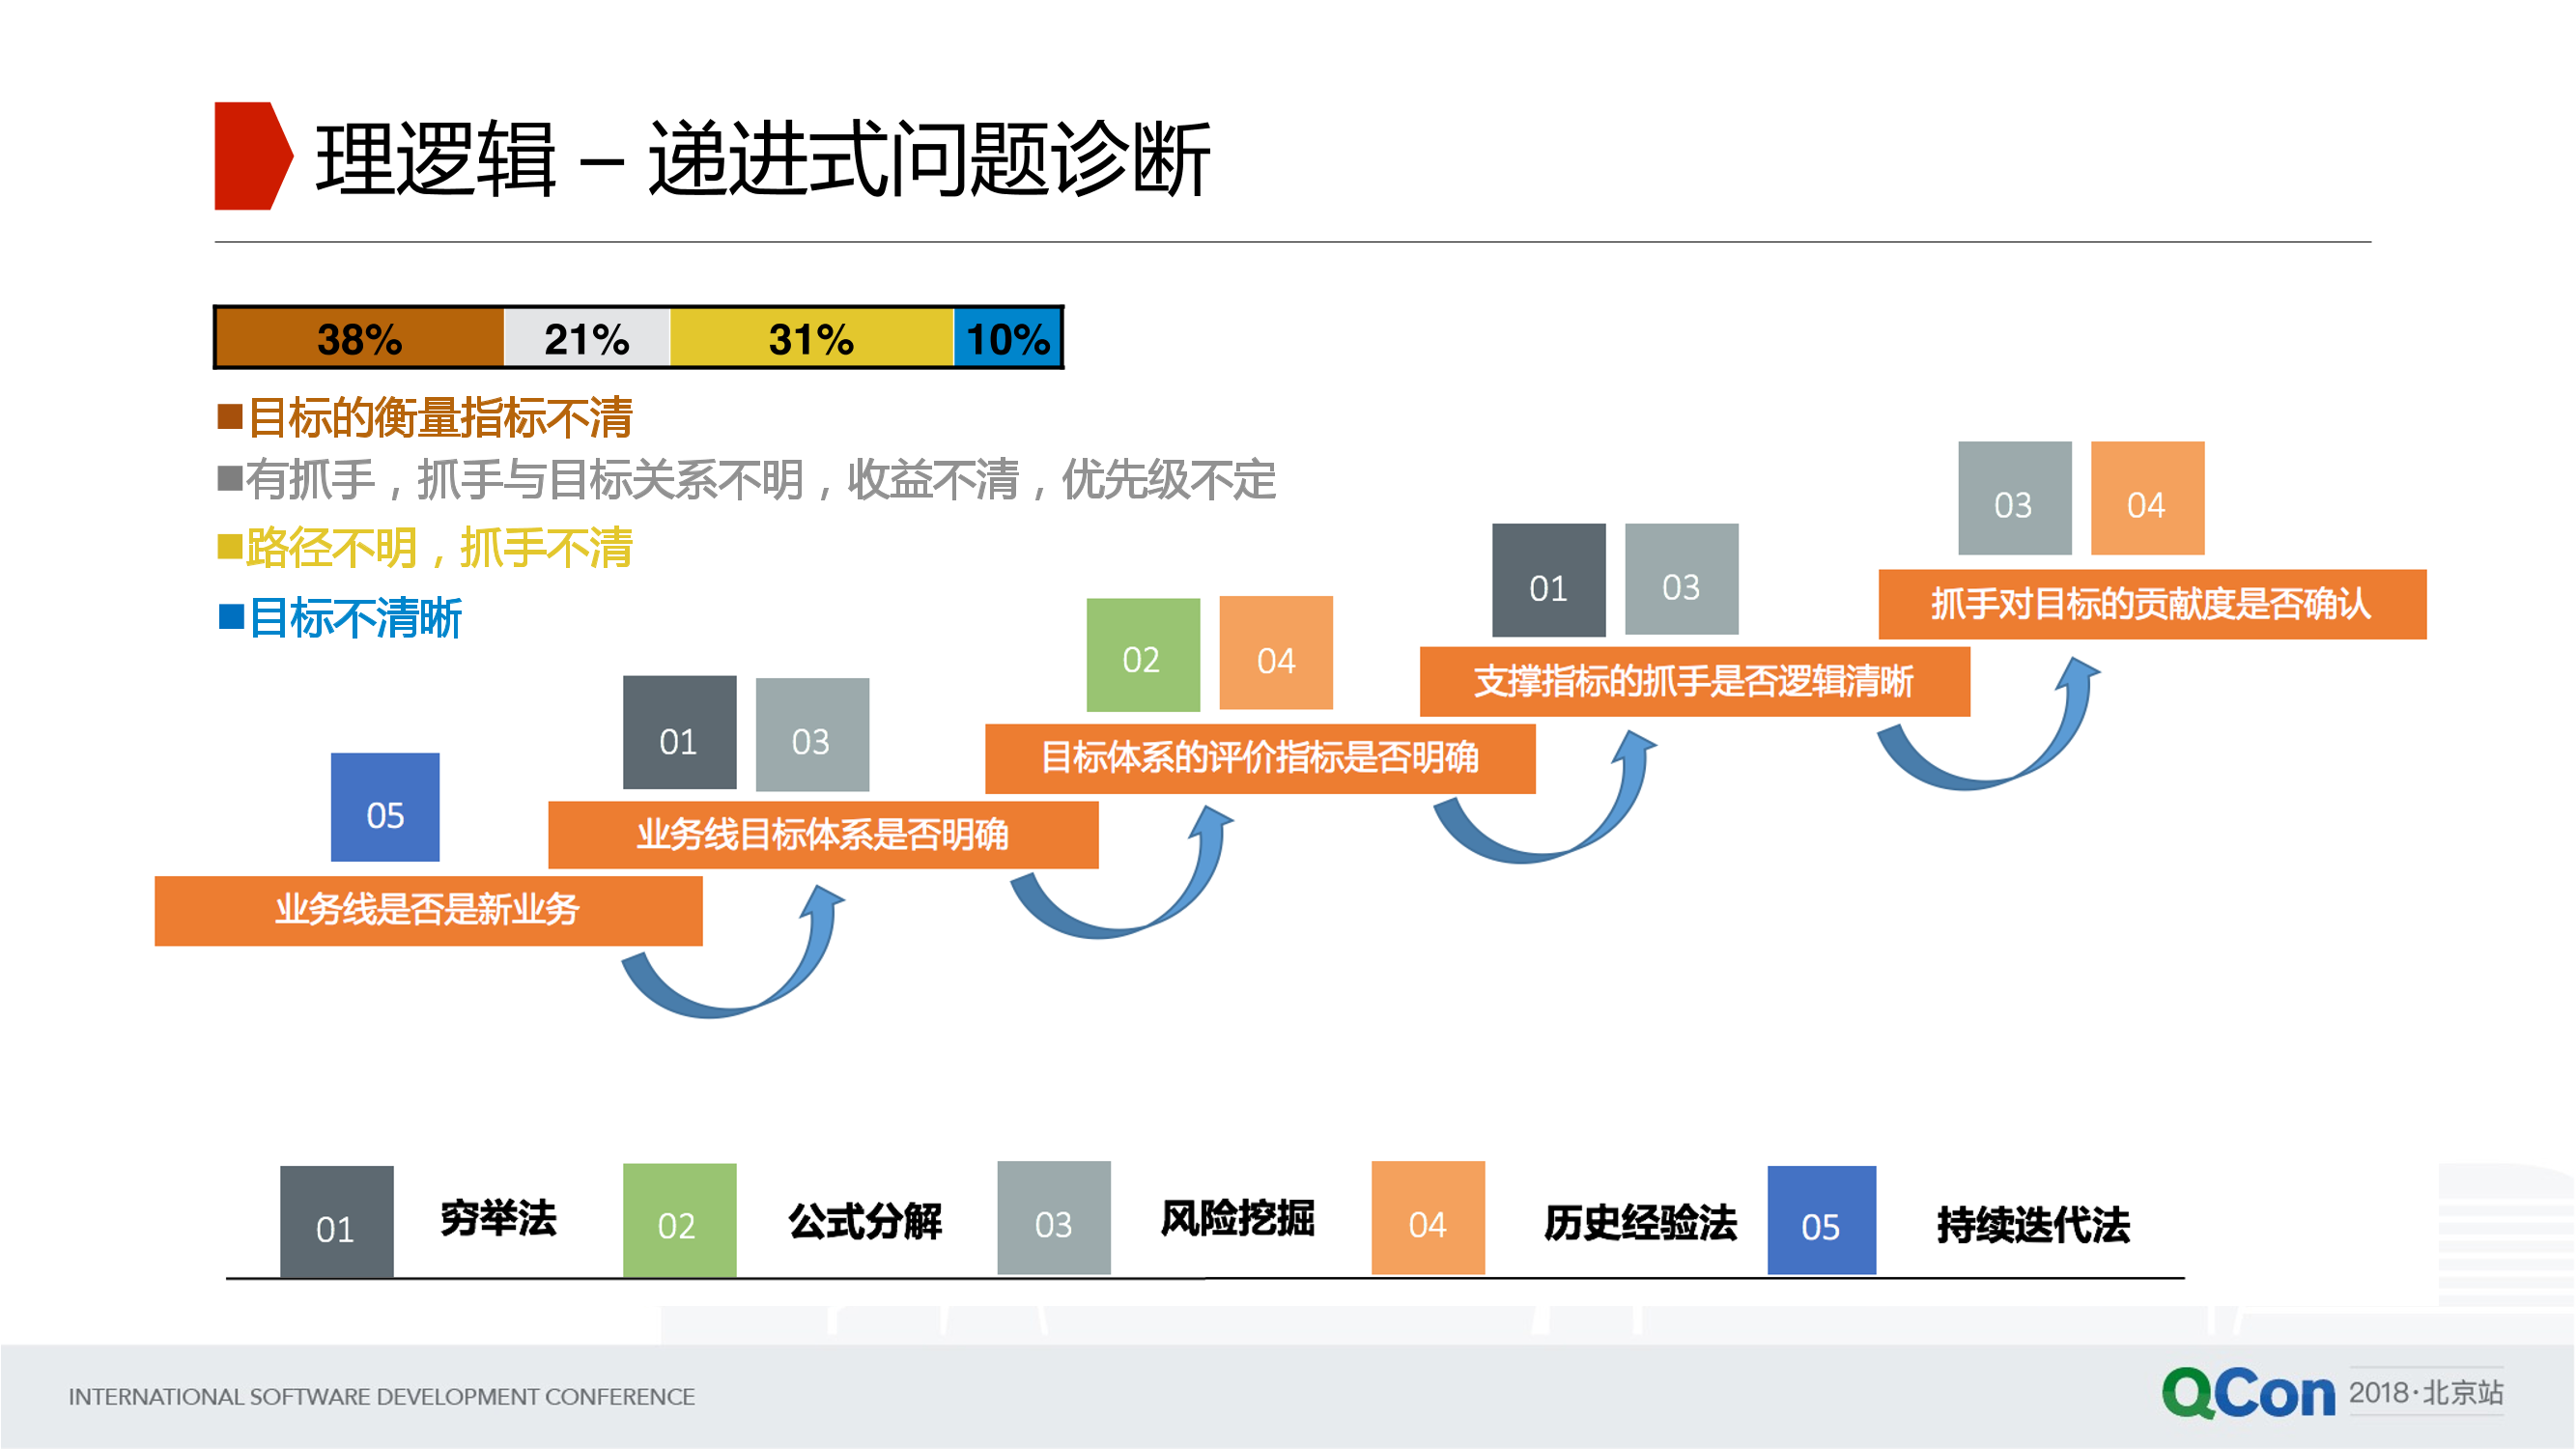 理逻辑 – 递进式问题诊断
38% 21% 31% 10%
目标的衡量指标不清
有抓手，抓手与目标关系不明，收益不清，优先级不定
路径不明，抓手不清
目标不清晰
05
业务线是否是新业务
01 03
业务线目标体系是否明确
02 04
目标体系的评价指标是否明确
01 03
支撑指标的抓手是否逻辑清晰
03 04
抓手对目标的贡献度是否确认
01 穷举法 02 公式分解 03 风险挖掘 04 历史经验法 05 持续迭代法
INTERNATIONAL SOFTWARE DEVELOPMENT CONFERENCE
QCon 2018·北京站